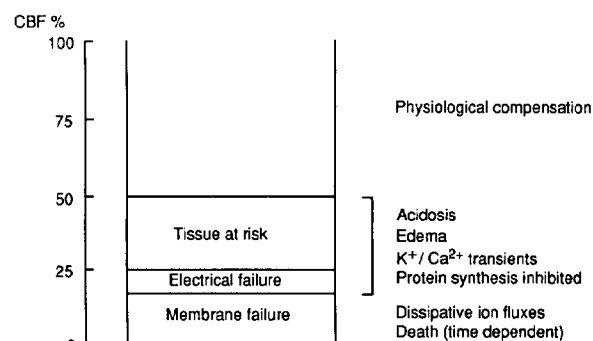 CBF %
100
75
50
25
Physiological compensation
Tissue at risk
Electrical failure
Membrane failure
Acidosis
Edema
K+/ Ca2+ transients
Protein synthesis inhibited
Dissipative ion fluxes
Death (time dependent)